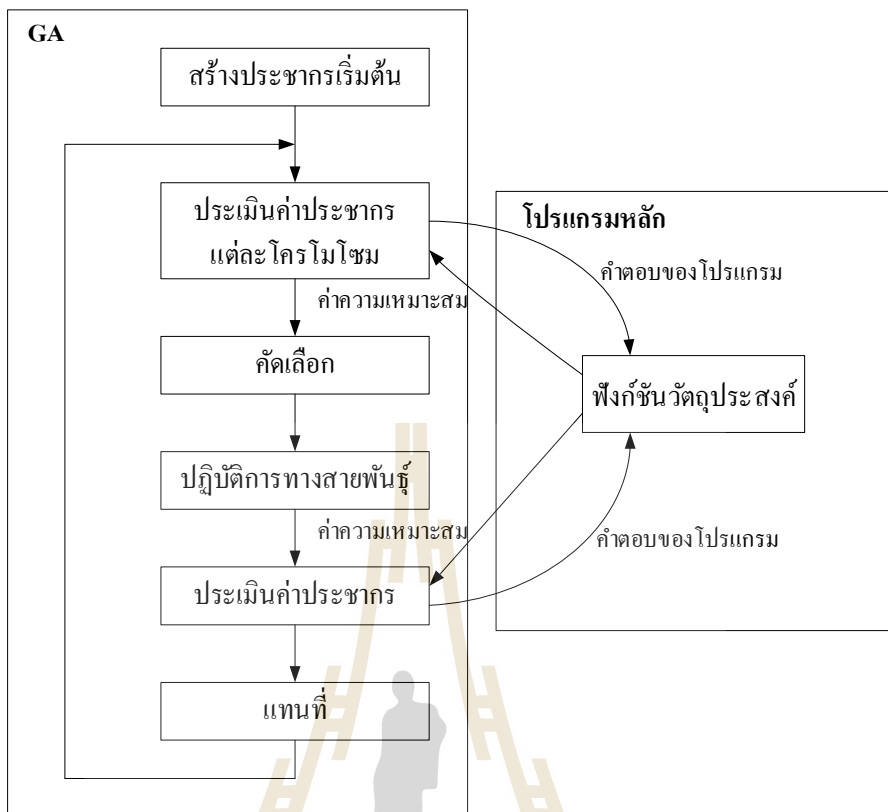 GA
สร้างประชากรเริ่มต้น
ประเมินค่าประชากร
แต่ละโครโมโซม
ค่าความเหมาะสม
คัดเลือก
ปฏิบัติการทางสายพันธุ์
ค่าความเหมาะสม
ประเมินค่าประชากร
แทนที่
โปรแกรมหลัก
คำตอบของโปรแกรม
ฟังก์ชันวัตถุประสงค์
คำตอบของโปรแกรม